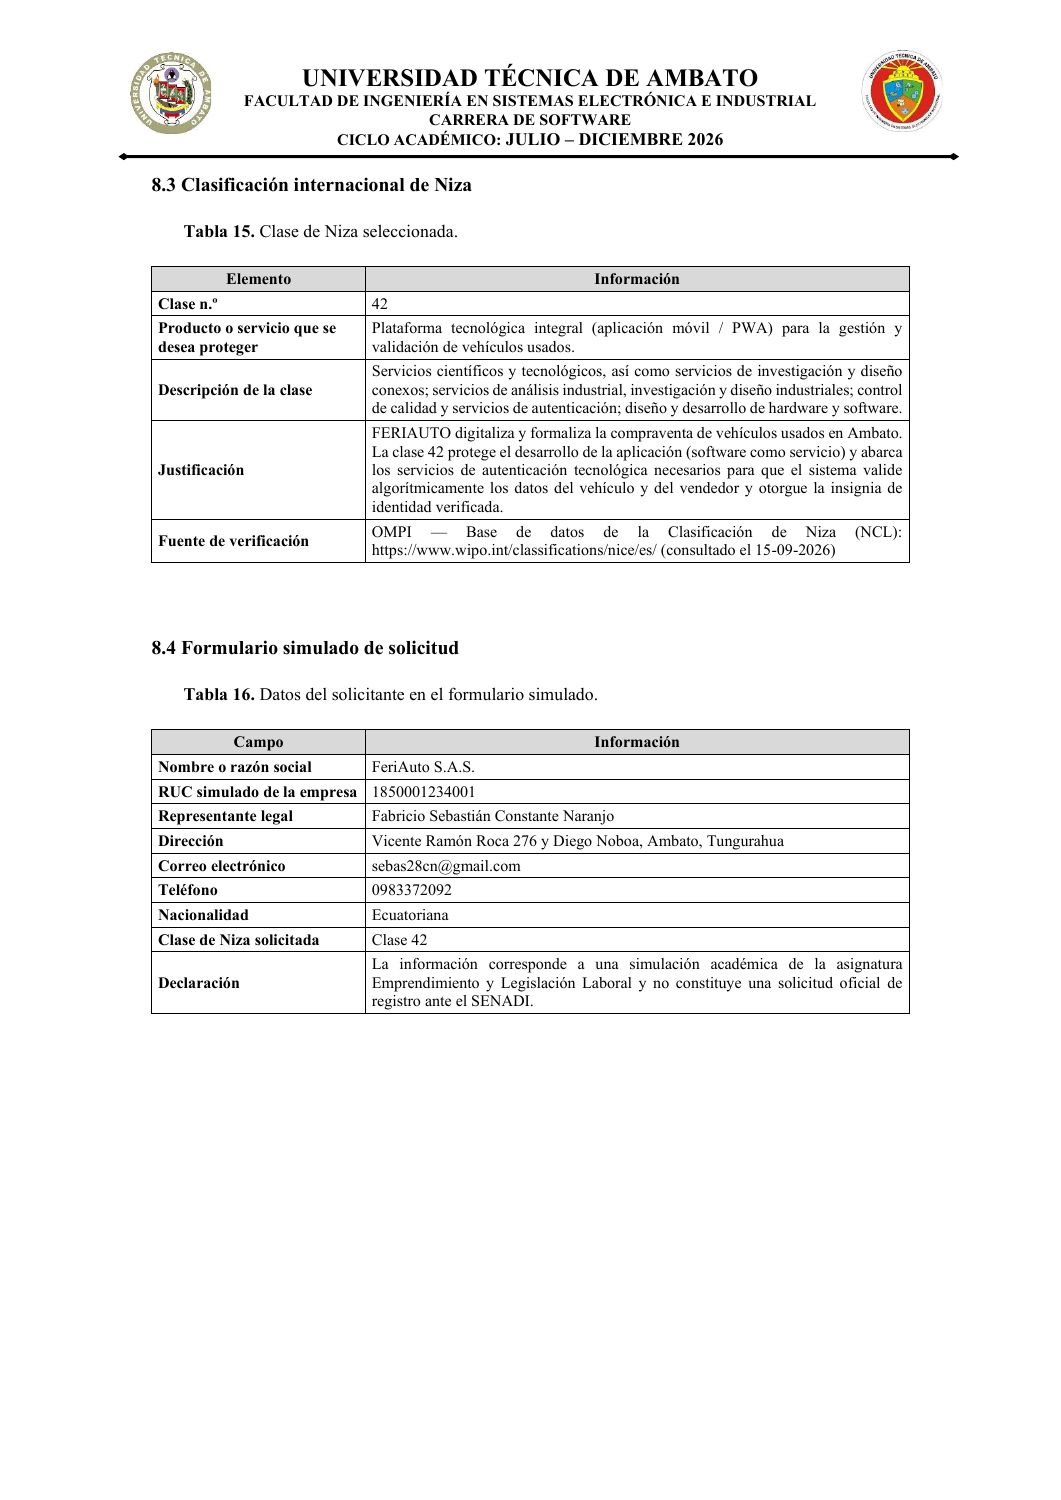 UNIVERSIDAD TÉCNICA DE AMBATO
FACULTAD DE INGENIERÍA EN SISTEMAS ELECTRÓNICA E INDUSTRIAL
CARRERA DE SOFTWARE
CICLO ACADÉMICO: JULIO – DICIEMBRE 2026
8.3 Clasificación internacional de Niza
Tabla 15. Clase de Niza seleccionada.
Elemento Información
Clase n.º 42
Producto o servicio que se desea proteger
Plataforma tecnológica integral (aplicación móvil / PWA) para la gestión y
validación de vehículos usados.
Descripción de la clase
Servicios científicos y tecnológicos, así como servicios de investigación y diseño
conexos; servicios de análisis industrial, investigación y diseño industriales; control
de calidad y servicios de autenticación; diseño y desarrollo de hardware y software.
Justificación
FERIAUTO digitaliza y formaliza la compraventa de vehículos usados en Ambato.
La clase 42 protege el desarrollo de la aplicación (software como servicio) y abarca
los servicios de autenticación tecnológica necesarios para que el sistema valide
algorítmicamente los datos del vehículo y del vendedor y otorgue la insignia de
identidad verificada.
Fuente de verificación
OMPI — Base de datos de la Clasificación de Niza (NCL):
https://www.wipo.int/classifications/nice/es/ (consultado el 15-09-2026)
8.4 Formulario simulado de solicitud
Tabla 16. Datos del solicitante en el formulario simulado.
Campo Información
Nombre o razón social FeriAuto S.A.S.
RUC simulado de la empresa 1850001234001
Representante legal Fabricio Sebastián Constante Naranjo
Dirección Vicente Ramón Roca 276 y Diego Noboa, Ambato, Tungurahua
Correo electrónico sebas28cn@gmail.com
Teléfono 0983372092
Nacionalidad Ecuatoriana
Clase de Niza solicitada Clase 42
Declaración
La información corresponde a una simulación académica de la asignatura
Emprendimiento y Legislación Laboral y no constituye una solicitud oficial de
registro ante el SENADI.